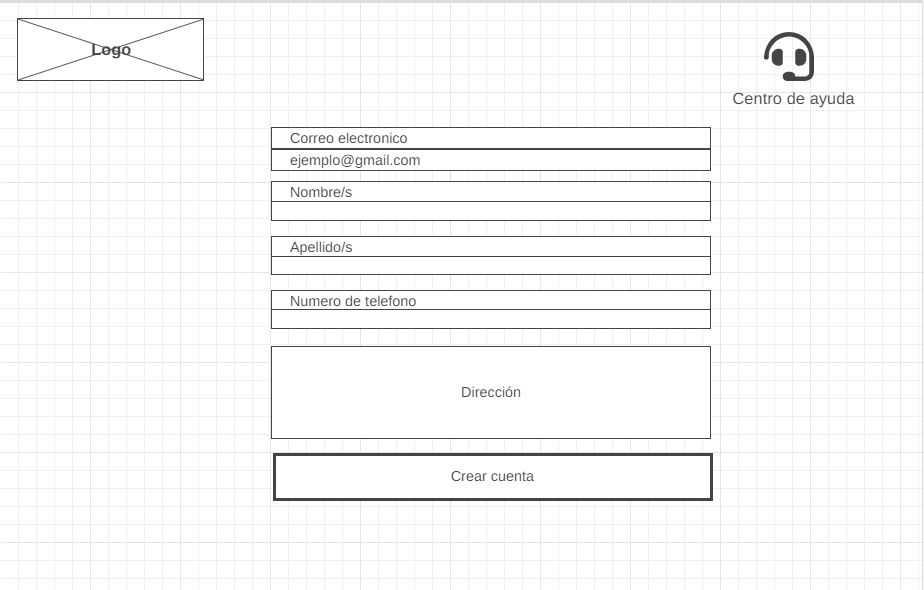 Logo
Centro de ayuda
Correo electronico
ejemplo@gmail.com
Nombre/s
Apellido/s
Numero de telefono
Dirección
Crear cuenta